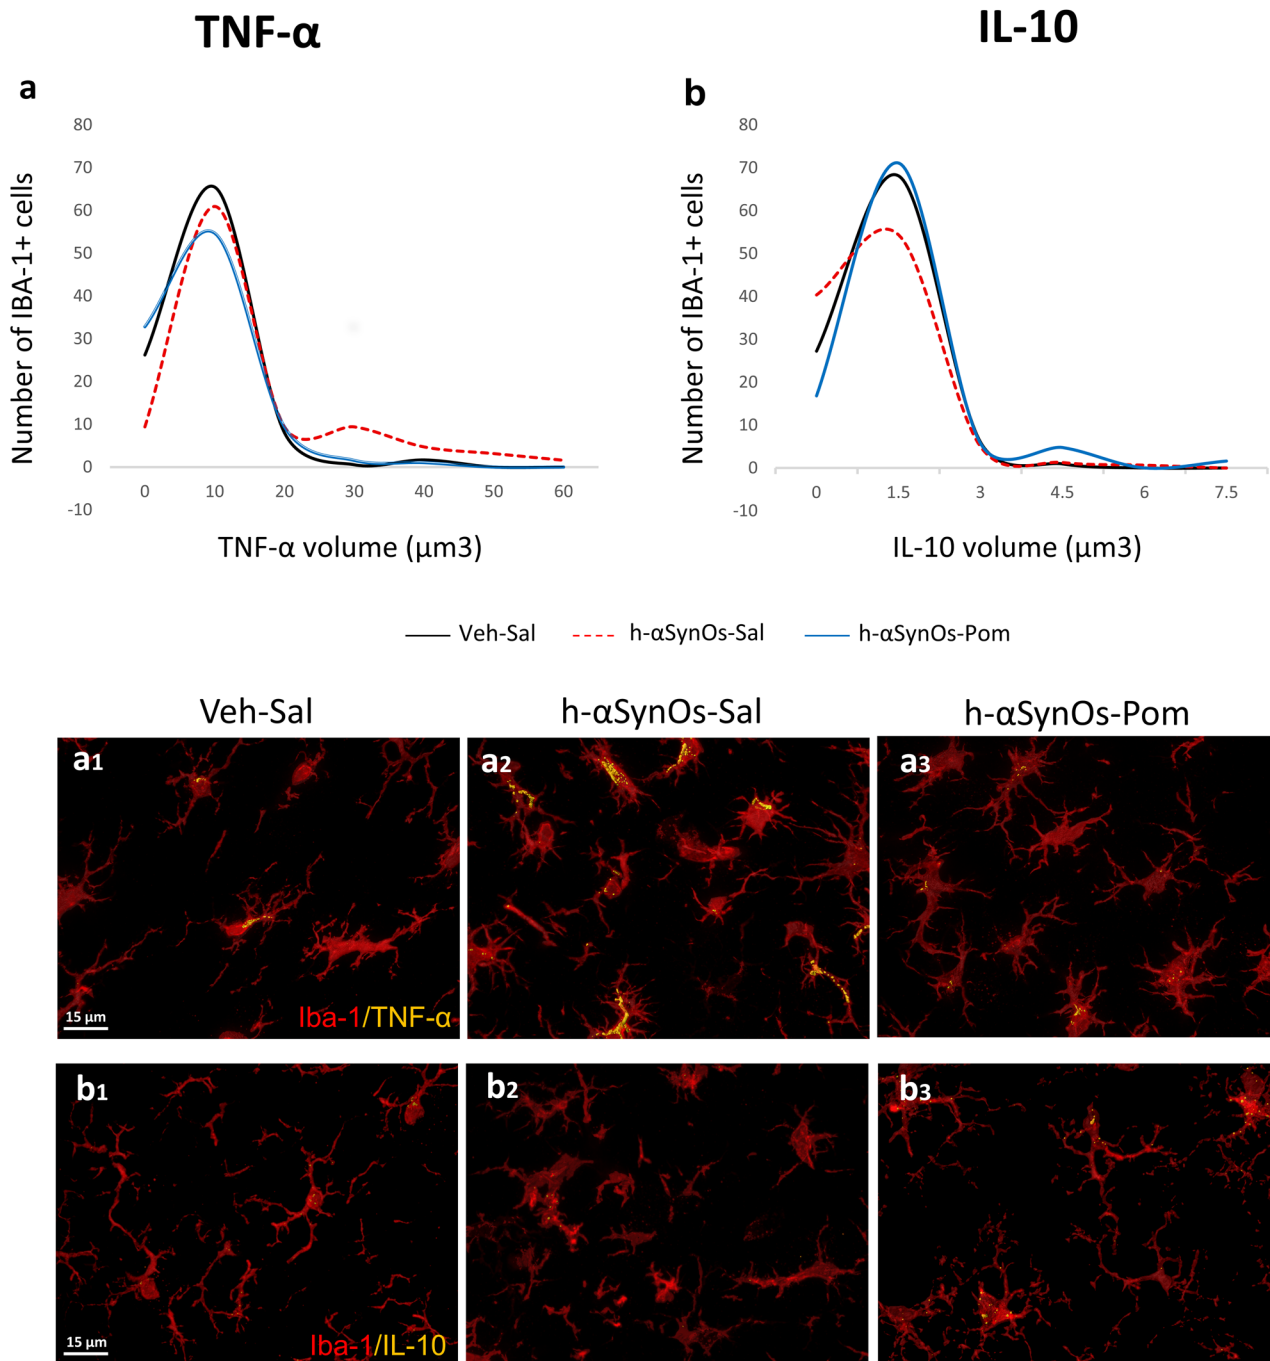 TNF-α
IL-10
a
b
Number of IBA-1+ cells
80
70
60
50
40
30
20
10
0
-10
0 10 20 30 40 50 60
TNF-α volume (µm3)
Number of IBA-1+ cells
80
70
60
50
40
30
20
10
0
-10
0 1.5 3 4.5 6 7.5
IL-10 volume (µm3)
Veh-Sal h-αSynOs-Sal h-αSynOs-Pom
Veh-Sal
h-αSynOs-Sal
h-αSynOs-Pom
a1
a2
a3
15 µm
Iba-1/TNF-α
b1
b2
b3
15 µm
Iba-1/IL-10